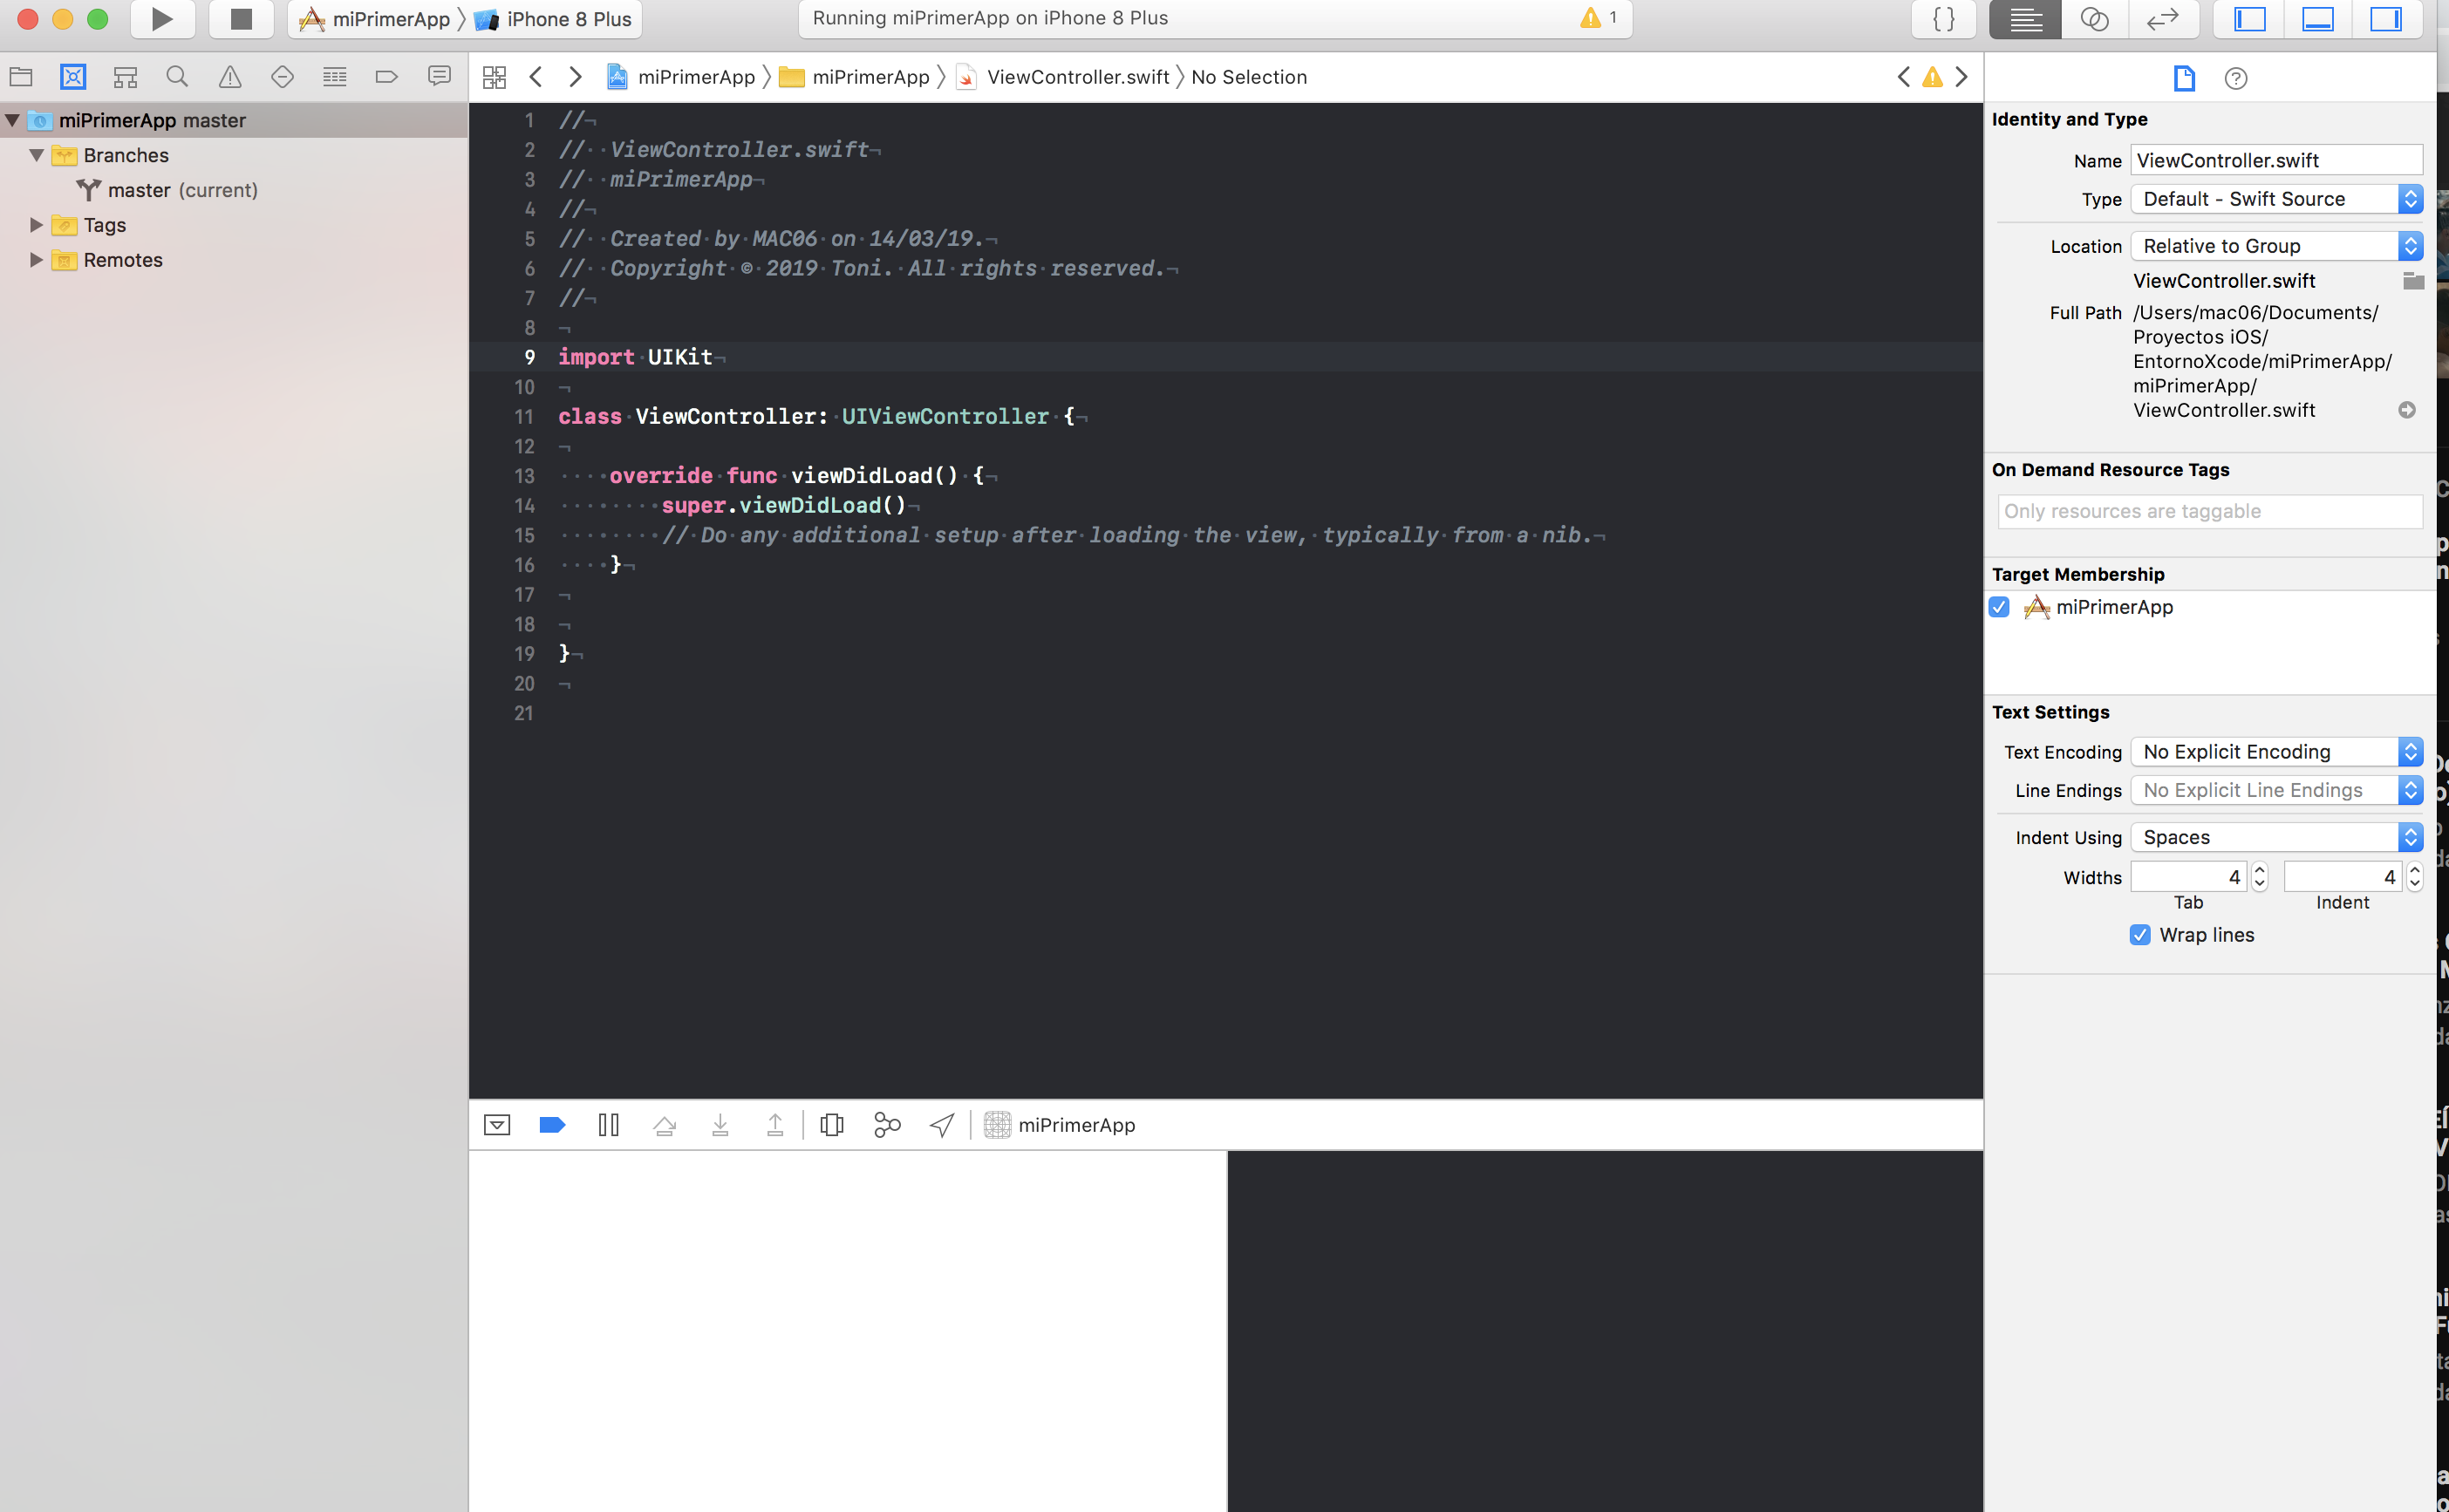 miPrimerApp iPhone 8 Plus
Running miPrimerApp on iPhone 8 Plus
1
{ }
miPrimerApp master
Branches
master (current)
Tags
Remotes
miPrimerApp miPrimerApp ViewController.swift No Selection
1 //¬
2 //··ViewController.swift¬
3 //··miPrimerApp¬
4 //¬
5 //··Created·by·MAC06·on·14/03/19.¬
6 //··Copyright·©·2019·Toni.·All·rights·reserved.¬
7 //¬
8 ¬
9 import·UIKit¬
10 ¬
11 class·ViewController:·UIViewController·{¬
12 ¬
13 ····override·func·viewDidLoad()·{¬
14 ········super.viewDidLoad()¬
15 ········//·Do·any·additional·setup·after·loading·the·view,·typically·from·a·nib.¬
16 ····}¬
17 ¬
18 ¬
19 }¬
20 ¬
21
miPrimerApp
Identity and Type
Name ViewController.swift
Type Default - Swift Source
Location Relative to Group
ViewController.swift
Full Path /Users/mac06/Documents/
Proyectos iOS/
EntornoXcode/miPrimerApp/
miPrimerApp/
ViewController.swift
On Demand Resource Tags
Only resources are taggable
Target Membership
miPrimerApp
Text Settings
Text Encoding No Explicit Encoding
Line Endings No Explicit Line Endings
Indent Using Spaces
Widths 4 4
Tab Indent
Wrap lines